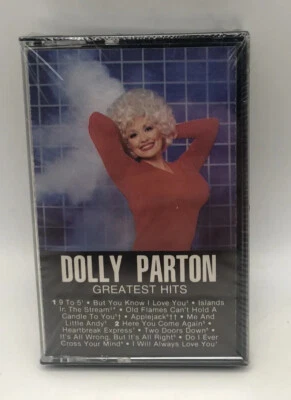 DOLLY PARTON
GREATEST HITS
1 9 To 5† • But You Know I Love You* • Islands
In The Stream** • Old Flames Can't Hold A
Candle To You*† • Applejack*†† • Me And
Little Andy* 2 Here You Come Again* •
Heartbreak Express* • Two Doors Down* •
It's All Wrong, But It's All Right* • Do I Ever
Cross Your Mind* • I Will Always Love You*